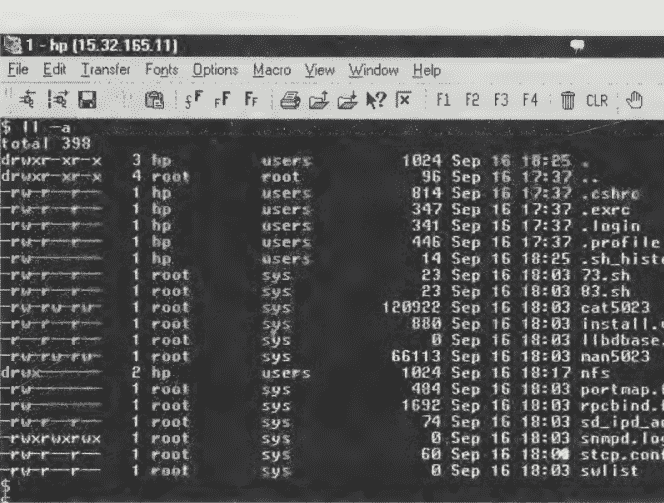 1 - hp (15.32.165.11)
File Edit Transfer Fonts Options Macro View Window Help
F1 F2 F3 F4 CLR
$ ll -a
total 398
drwxr-xr-x 3 hp users 1024 Sep 16 18:25 .
drwxr-xr-x 4 root root 96 Sep 16 17:37 ..
-rw-r--r-- 1 hp users 814 Sep 16 17:37 .cshrc
-rw-r--r-- 1 hp users 347 Sep 16 17:37 .exrc
-rw-r--r-- 1 hp users 341 Sep 16 17:37 .login
-rw-r--r-- 1 hp users 446 Sep 16 17:37 .profile
-rw------- 1 hp users 14 Sep 16 18:25 .sh_histo
-rw-r--r-- 1 root sys 23 Sep 16 18:03 73.sh
-rw-r--r-- 1 root sys 23 Sep 16 18:03 83.sh
-rw-rw-rw- 1 root sys 120922 Sep 16 18:03 cat5023
-rw-r--r-- 1 root sys 880 Sep 16 18:03 install.
-r--r--r-- 1 root sys 0 Sep 16 18:03 llbdbase.
-rw-rw-rw- 1 root sys 66113 Sep 16 18:03 man5023
drwx------ 2 hp users 1024 Sep 16 18:17 nfs
-rw------- 1 root sys 484 Sep 16 18:03 portmap.
-rw------- 1 root sys 1692 Sep 16 18:03 rpcbind.
-rw-r--r-- 1 root sys 74 Sep 16 18:03 sd_ipd_a
-rwxrwxrwx 1 root sys 0 Sep 16 18:03 snmpd.log
-rw-r--r-- 1 root sys 60 Sep 16 18:0 stcp.conf
-rw-r--r-- 1 root sys 0 Sep 16 18:03 swlist
$